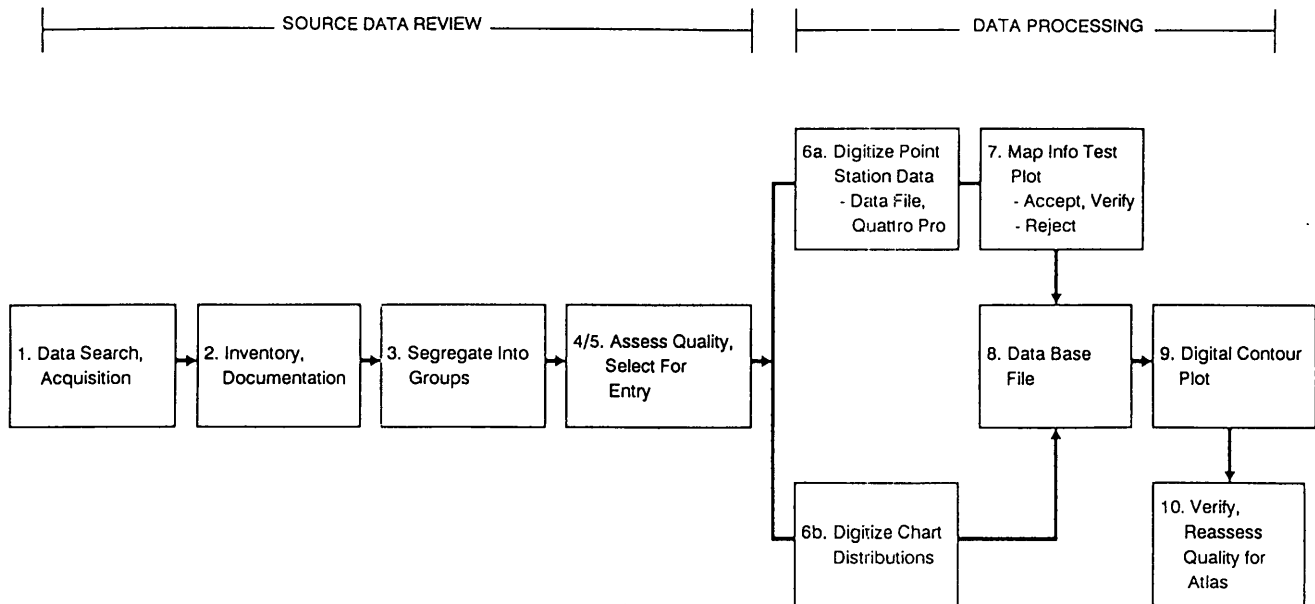 SOURCE DATA REVIEW
DATA PROCESSING
1. Data Search,
Acquisition
2. Inventory,
Documentation
3. Segregate Into
Groups
4/5. Assess Quality,
Select For
Entry
6a. Digitize Point
Station Data
- Data File,
Quattro Pro
7. Map Info Test
Plot
- Accept, Verify
- Reject
8. Data Base
File
9. Digital Contour
Plot
6b. Digitize Chart
Distributions
10. Verify,
Reassess
Quality for
Atlas